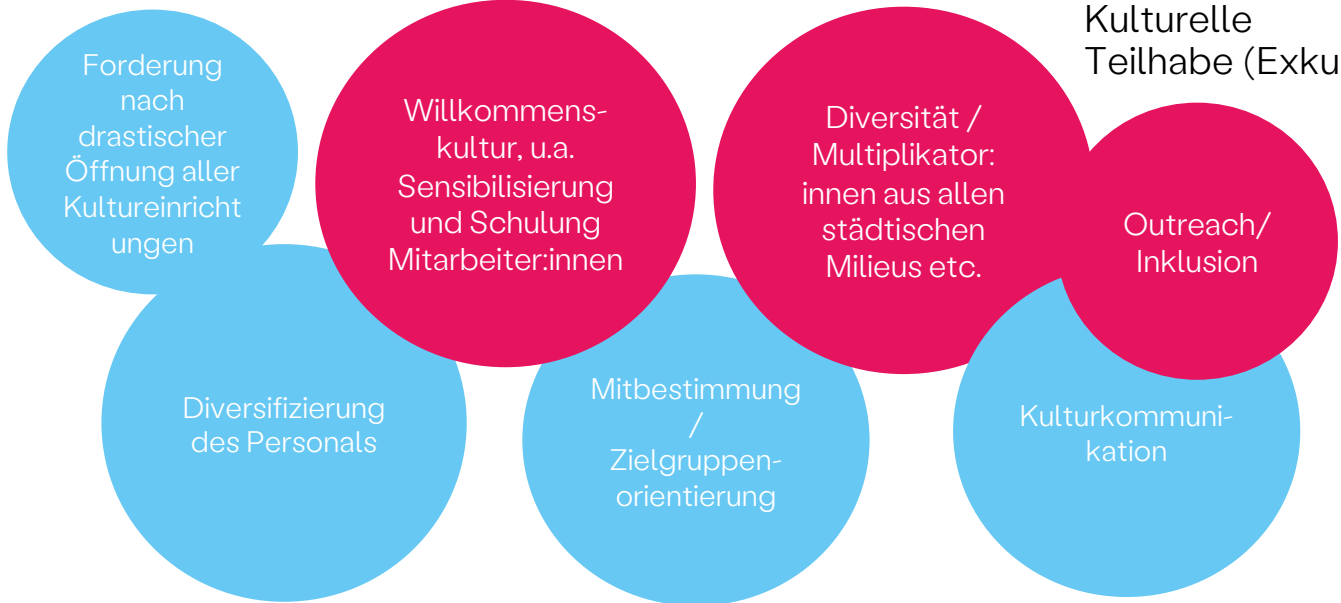 Kulturelle
Teilhabe (Exku
Forderung
nach
drastischer
Öffnung aller
Kultureinricht
ungen
Willkommens-
kultur, u.a.
Sensibilisierung
und Schulung
Mitarbeiter:innen
Diversität /
Multiplikator:
innen aus allen
städtischen
Milieus etc.
Outreach/
Inklusion
Diversifizierung
des Personals
Mitbestimmung
/
Zielgruppen-
orientierung
Kulturkommuni-
kation